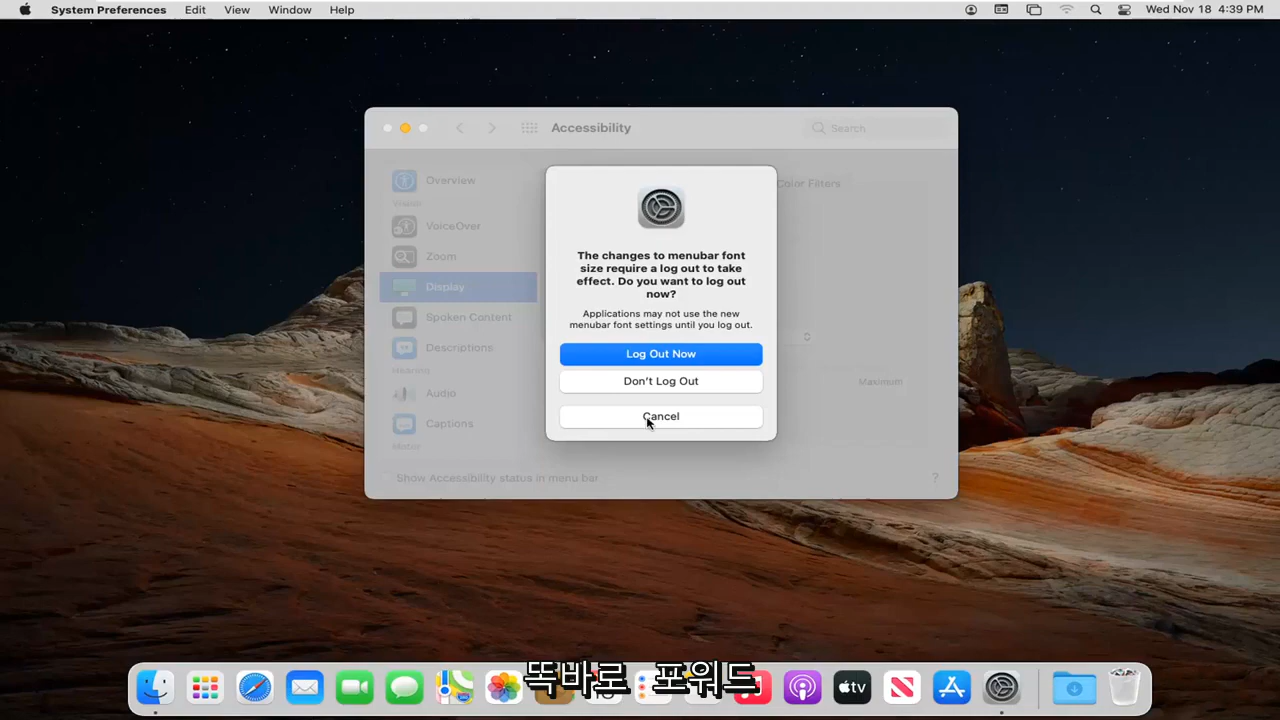 System Preferences Edit View Window Help Wed Nov 18 4:39 PM
Accessibility
Search
Overview
Vision
VoiceOver
Zoom
Display
Spoken Content
Descriptions
Hearing
Audio
Captions
Motor
Show Accessibility status in menu bar
?
Color Filters
Maximum
The changes to menubar font
size require a log out to take
effect. Do you want to log out
now?
Applications may not use the new
menubar font settings until you log out.
Log Out Now
Don't Log Out
Cancel
똑바로 포워드
tv